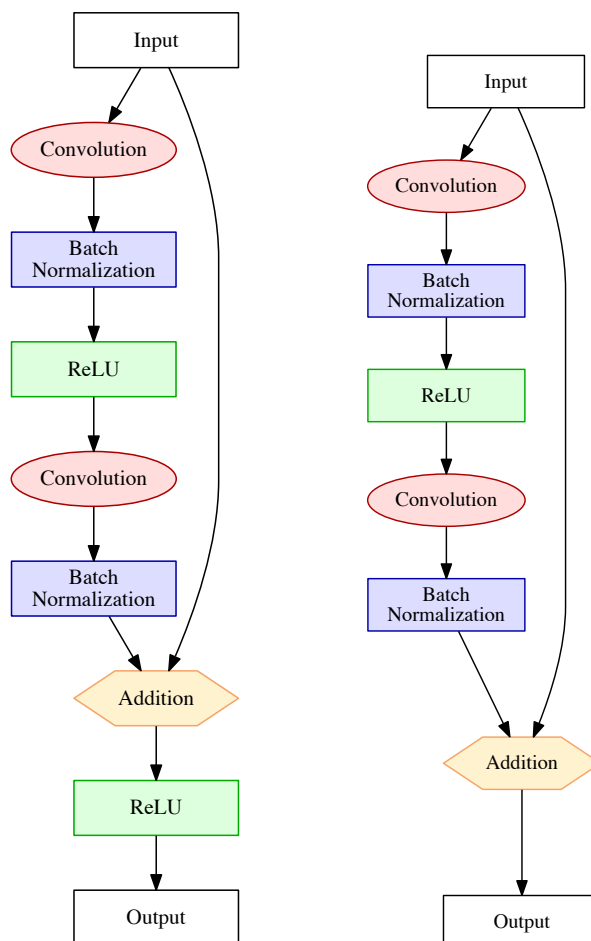 Input
Convolution
Batch
Normalization
ReLU
Convolution
Batch
Normalization
Addition
ReLU
Output
Input
Convolution
Batch
Normalization
ReLU
Convolution
Batch
Normalization
Addition
Output